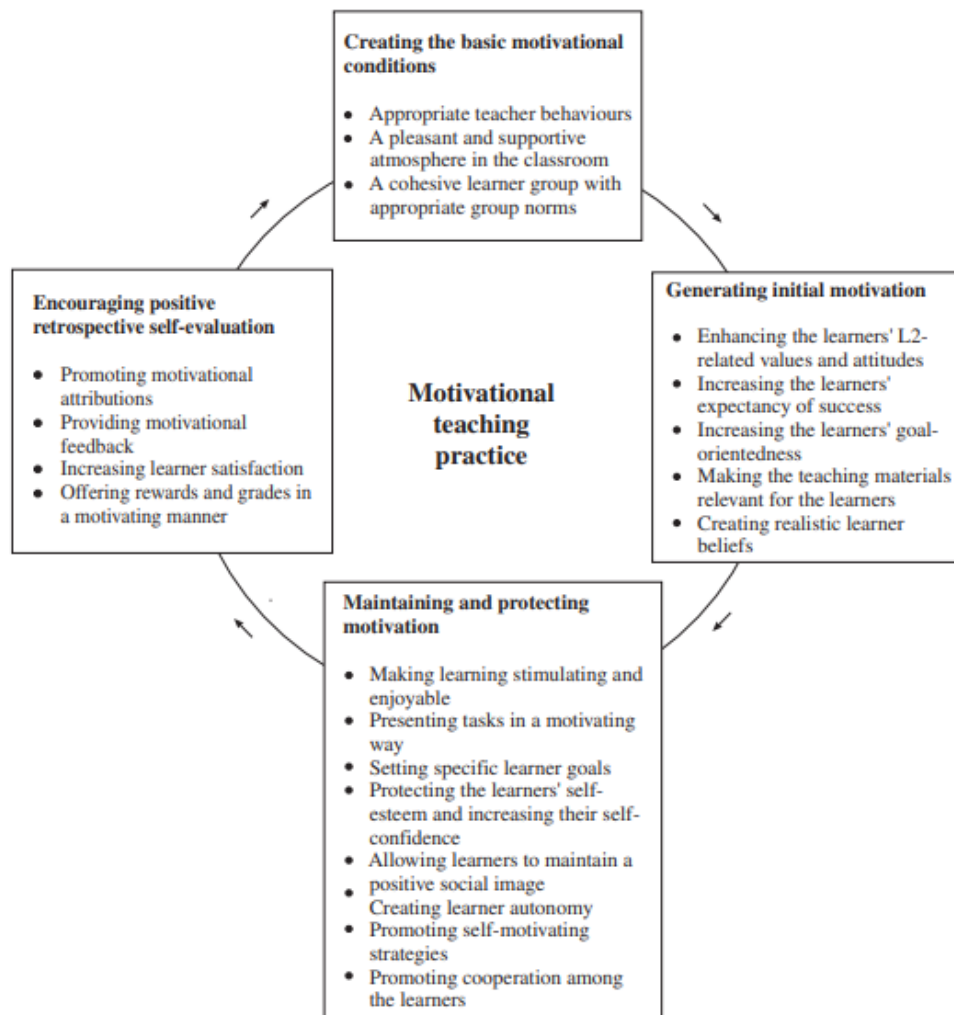 Creating the basic motivational
conditions
• Appropriate teacher behaviours
• A pleasant and supportive
atmosphere in the classroom
• A cohesive learner group with
appropriate group norms
Generating initial motivation
• Enhancing the learners' L2-
related values and attitudes
• Increasing the learners'
expectancy of success
• Increasing the learners' goal-
orientedness
• Making the teaching materials
relevant for the learners
• Creating realistic learner
beliefs
Encouraging positive
retrospective self-evaluation
• Promoting motivational
attributions
• Providing motivational
feedback
• Increasing learner satisfaction
• Offering rewards and grades in
a motivating manner
Motivational
teaching
practice
Maintaining and protecting
motivation
• Making learning stimulating and
enjoyable
• Presenting tasks in a motivating
way
• Setting specific learner goals
• Protecting the learners' self-
esteem and increasing their self-
confidence
• Allowing learners to maintain a
positive social image
• Creating learner autonomy
• Promoting self-motivating
strategies
• Promoting cooperation among
the learners